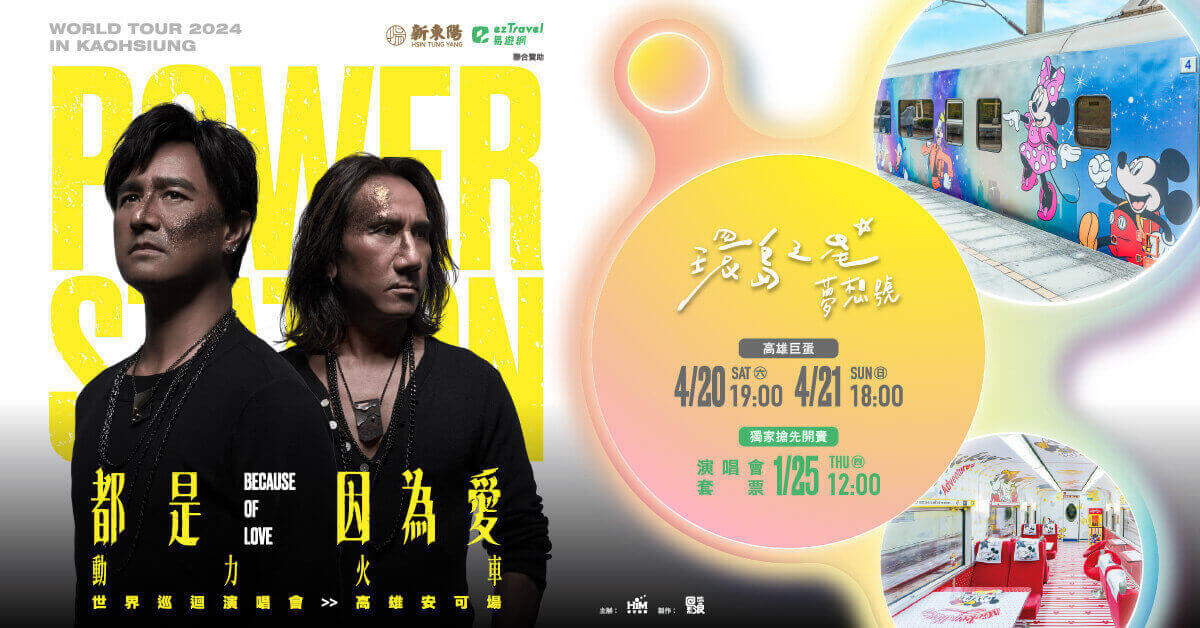 WORLD TOUR 2024
IN KAOHSIUNG
新東陽
HSIN TUNG YANG
ezTravel
易遊網
聯合贊助
POWER
STATION
都是
BECAUSE
OF
LOVE
因為愛
動力火車
世界巡迴演唱會 >> 高雄安可場
環島之星
夢想號
高雄巨蛋
4/20 SAT 六 19:00 4/21 SUN 日 18:00
獨家搶先開賣
演唱會
套票
1/25 THU 四 12:00
主辦：
HIM
製作：
4
Adventures